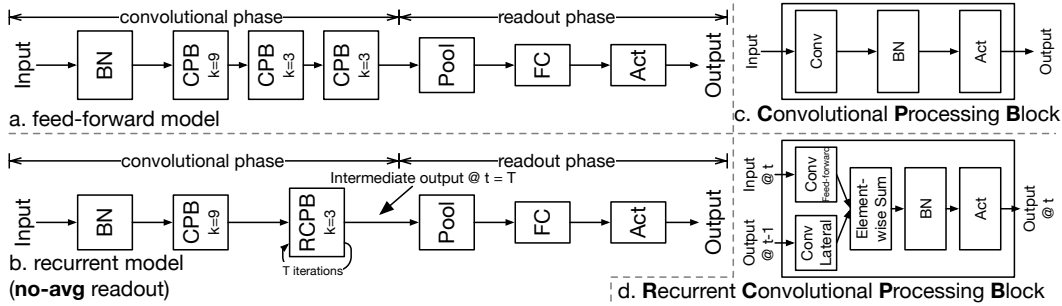 convolutional phase
readout phase
Input
BN
CPB
k=9
CPB
k=3
CPB
k=3
Pool
FC
Act
Output
a. feed-forward model
Input
Conv
BN
Act
Output
c. Convolutional Processing Block
convolutional phase
readout phase
Intermediate output @ t = T
Input
BN
CPB
k=9
RCPB
k=3
T iterations
Pool
FC
Act
Output
b. recurrent model
(no-avg readout)
Input
@ t
Conv
Feed-forward
Output
@ t-1
Conv
Lateral
Element-
wise Sum
BN
Act
Output
@ t
d. Recurrent Convolutional Processing Block